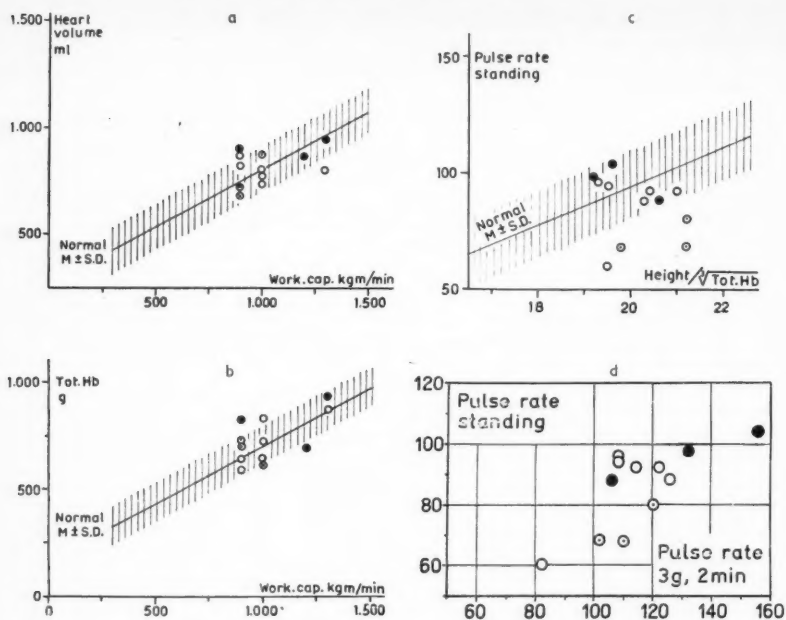 a
Heart
volume
ml
1.500
1.000
500
Normal
M ± S.D.
Work.cap. kgm/min
500
1.000
1.500
c
Pulse rate
standing
150
100
50
Normal
M ± S.D.
Height/√Tot.Hb
18
20
22
b
Tot.Hb
g
1.000
500
0
Normal
M ± S.D.
Work.cap. kgm/min
0
500
1.000
1.500
d
Pulse rate
standing
120
100
80
60
Pulse rate
3g, 2min
60
80
100
120
140
160